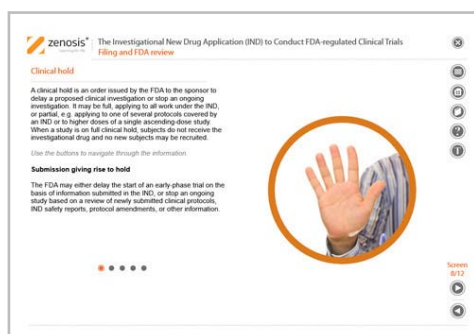 zenosis®
The Investigational New Drug Application (IND) to Conduct FDA-regulated Clinical Trials
Filing and FDA review
Clinical hold
A clinical hold is an order issued by the FDA to the sponsor to
delay a proposed clinical investigation or stop an ongoing
investigation. It may be full, applying to all work under the IND,
or partial, e.g. applying to one of several protocols covered by
an IND or to higher doses of a single ascending-dose study.
When a study is on full clinical hold, subjects do not receive the
investigational drug and no new subjects may be recruited.
Use the buttons to navigate through the information.
Submission giving rise to hold
The FDA may either delay the start of an early-phase trial on the
basis of information submitted in the IND, or stop an ongoing
study based on a review of newly submitted clinical protocols,
IND safety reports, protocol amendments, or other information.
Screen
8/12